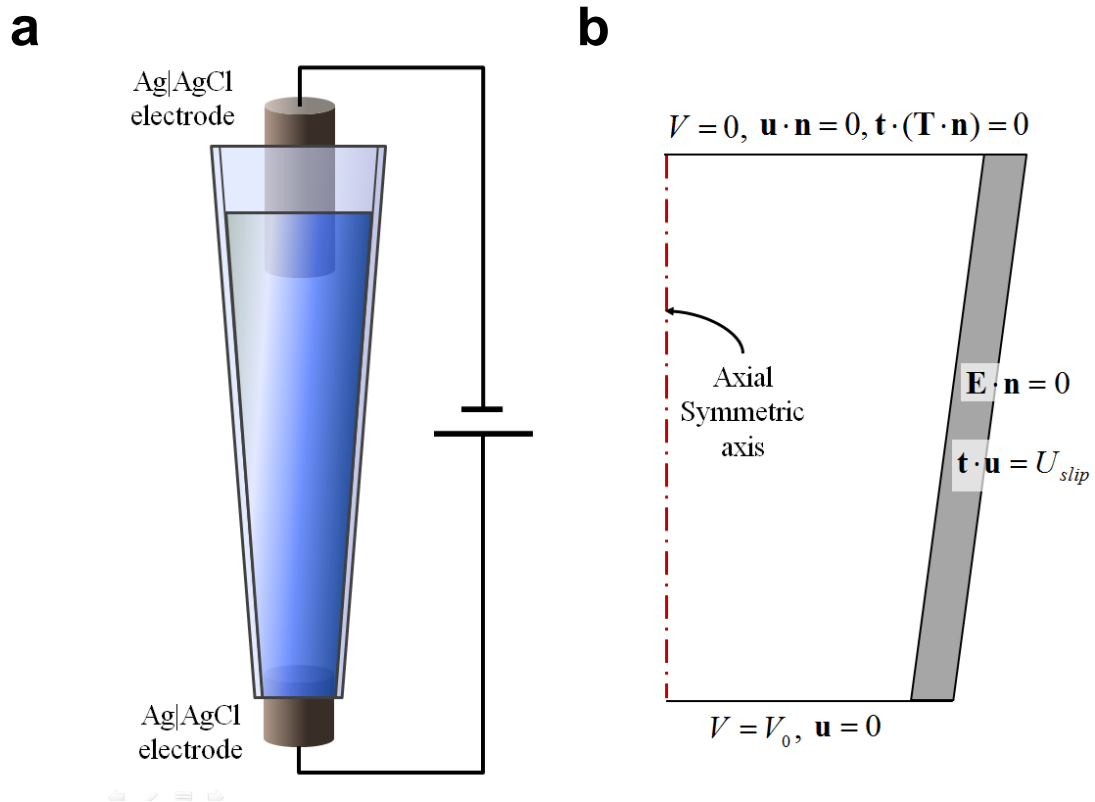 a
Ag|AgCl
electrode
Ag|AgCl
electrode
b
V = 0, u · n = 0, t · (T · n) = 0
Axial
Symmetric
axis
E · n = 0
t · u = U_slip
V = V_0, u = 0